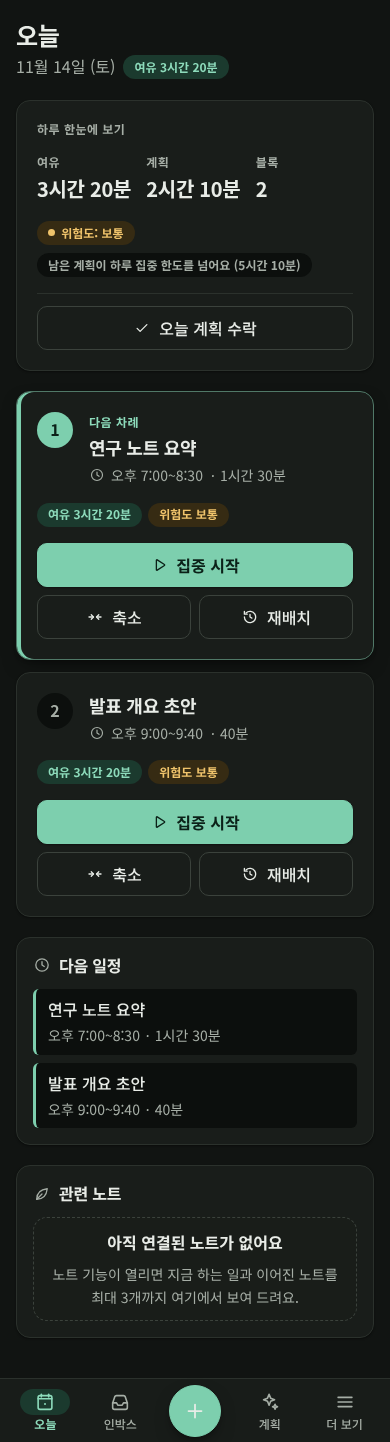 오늘
11월 14일 (토) 여유 3시간 20분
하루 한눈에 보기
여유 계획 블록
3시간 20분 2시간 10분 2
위험도: 보통
남은 계획이 하루 집중 한도를 넘어요 (5시간 10분)
오늘 계획 수락
1 다음 차례
연구 노트 요약
오후 7:00~8:30 · 1시간 30분
여유 3시간 20분 위험도 보통
집중 시작
축소 재배치
2 발표 개요 초안
오후 9:00~9:40 · 40분
여유 3시간 20분 위험도 보통
집중 시작
축소 재배치
다음 일정
연구 노트 요약
오후 7:00~8:30 · 1시간 30분
발표 개요 초안
오후 9:00~9:40 · 40분
관련 노트
아직 연결된 노트가 없어요
노트 기능이 열리면 지금 하는 일과 이어진 노트를
최대 3개까지 여기에서 보여 드려요.
오늘 인박스 계획 더 보기